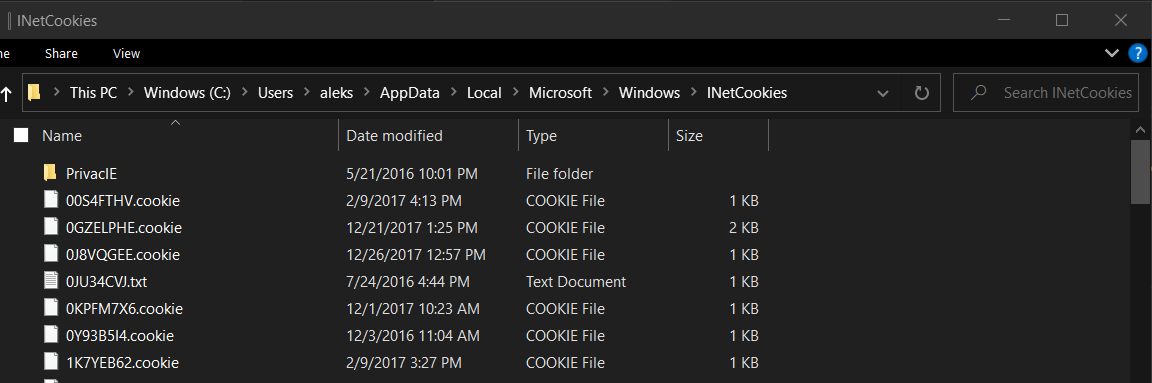 INetCookies
me Share View
This PC Windows (C:) Users aleks AppData Local Microsoft Windows INetCookies Search INetCookies
Name Date modified Type Size
PrivacIE 5/21/2016 10:01 PM File folder
00S4FTHV.cookie 2/9/2017 4:13 PM COOKIE File 1 KB
0GZELPHE.cookie 12/21/2017 1:25 PM COOKIE File 2 KB
0J8VQGEE.cookie 12/26/2017 12:57 PM COOKIE File 1 KB
0JU34CVJ.txt 7/24/2016 4:44 PM Text Document 1 KB
0KPFM7X6.cookie 12/1/2017 10:23 AM COOKIE File 1 KB
0Y93B5I4.cookie 12/3/2016 11:04 AM COOKIE File 1 KB
1K7YEB62.cookie 2/9/2017 3:27 PM COOKIE File 1 KB